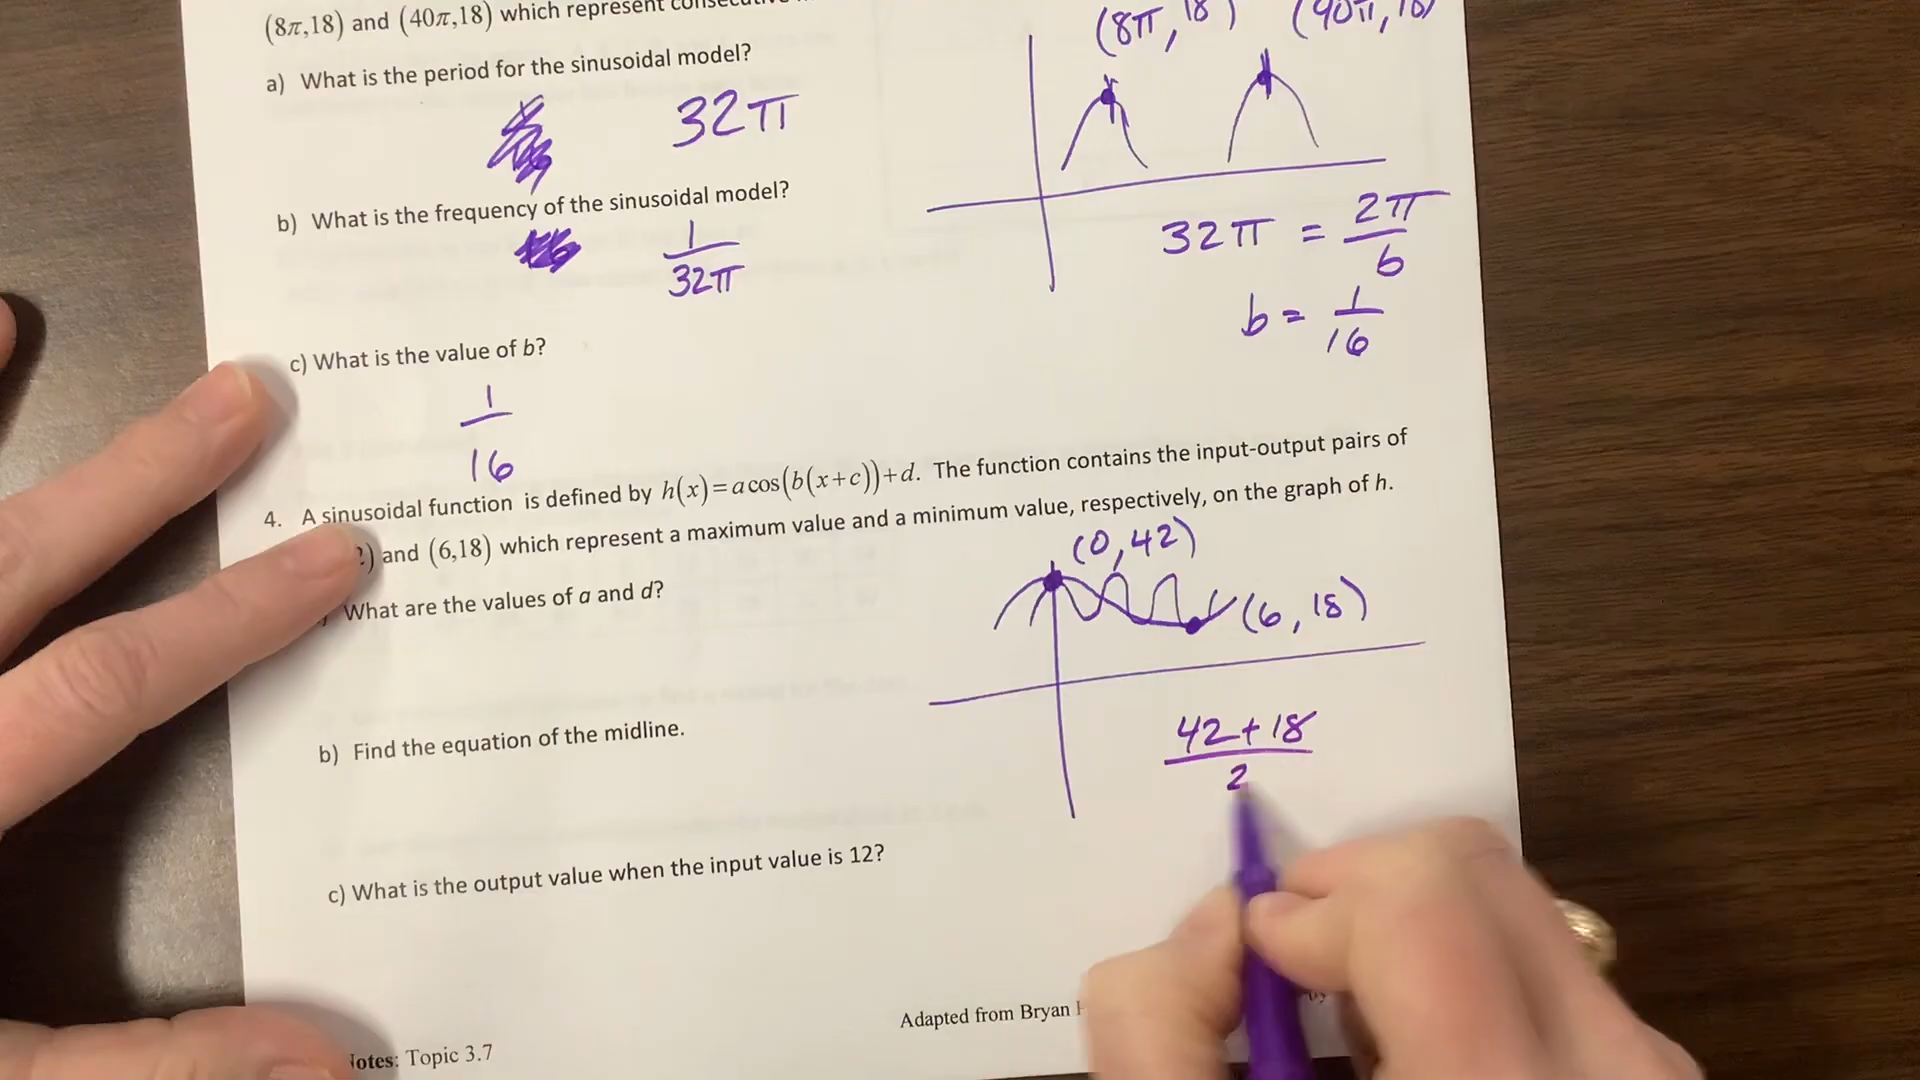 (8π,18) and (40π,18) which represent
(8π, 18)
(40π, 18)
a) What is the period for the sinusoidal model?
32π
b) What is the frequency of the sinusoidal model?
1/32π
32π = 2π/b
b = 1/16
c) What is the value of b?
1/16
4. A sinusoidal function is defined by h(x)=acos(b(x+c))+d. The function contains the input-output pairs of
) and (6,18) which represent a maximum value and a minimum value, respectively, on the graph of h.
(0,42)
What are the values of a and d?
(6, 18)
42+18/2
b) Find the equation of the midline.
c) What is the output value when the input value is 12?
Adapted from Bryan
Notes: Topic 3.7